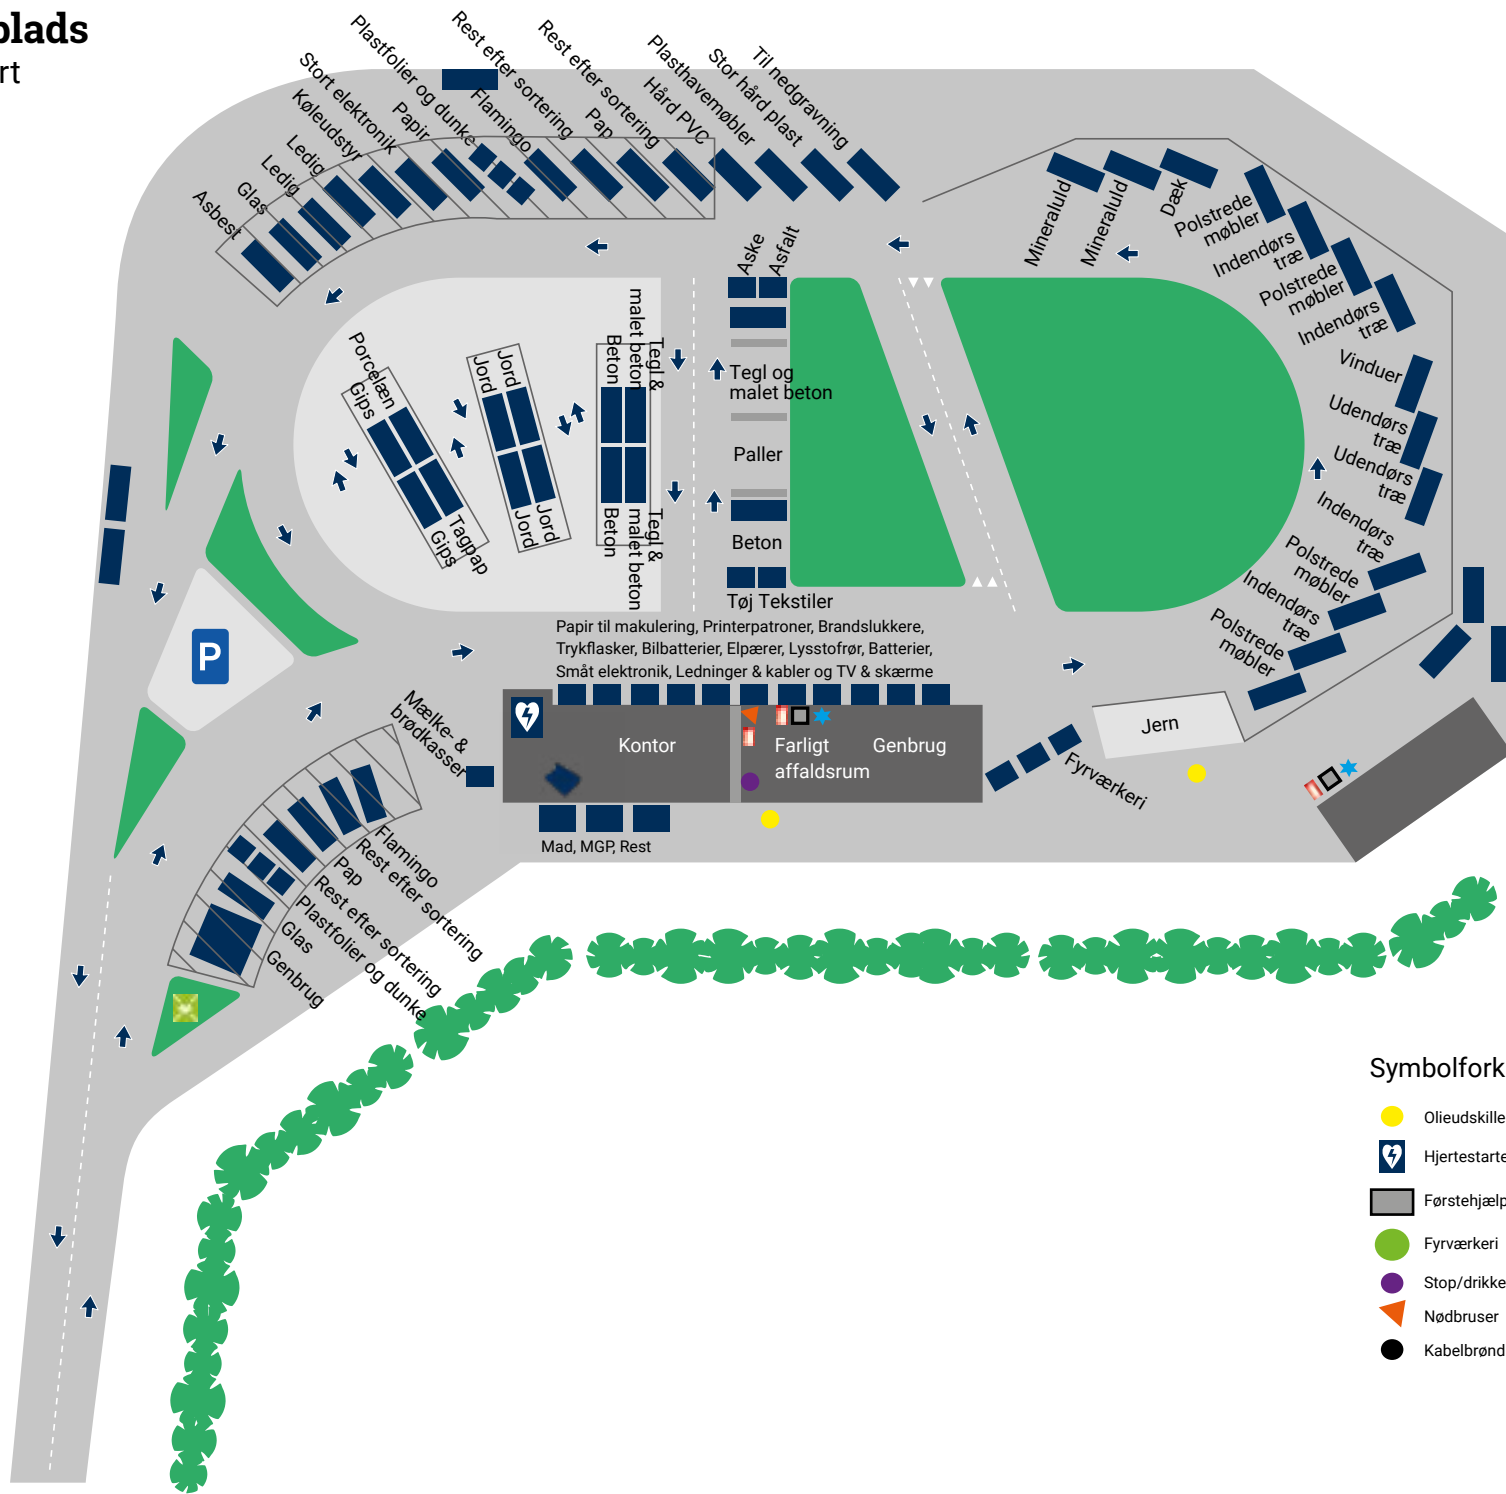 plads
rt
Asbest
Glas
Ledig
Ledig
Køleudstyr
Stort elektronik
Papir
Plastfolier og dunke
Flamingo
Rest efter sortering
Pap
Rest efter sortering
Hård PVC
Plasthavemøbler
Stor hård plast
Til nedgravning
Mineraluld
Mineraluld
Dæk
Polstrede
møbler
Indendørs
træ
Polstrede
møbler
Indendørs
træ
Vinduer
Udendørs
træ
Udendørs
træ
Indendørs
træ
Polstrede
møbler
Indendørs
træ
Polstrede
møbler
Aske
Asfalt
Tegl og
malet beton
Paller
Beton
Tøj Tekstiler
Porcelæn
Gips
Tagpap
Gips
Jord
Jord
Jord
Jord
Beton
Tegl &
malet beton
Beton
Tegl &
malet beton
Papir til makulering, Printerpatroner, Brandslukkere,
Trykflasker, Bilbatterier, Elpærer, Lysstofrør, Batterier,
Småt elektronik, Ledninger & kabler og TV & skærme
P
Mælke- &
brødkasser
Kontor
Farligt
affaldsrum
Genbrug
Mad, MGP, Rest
Fyrværkeri
Jern
Flamingo
Rest efter sortering
Pap
Rest efter sortering
Plastfolier og dunke
Glas
Genbrug
Symbolfork
Olieudskille
Hjertestarte
Førstehjælp
Fyrværkeri
Stop/drikke
Nødbruser
Kabelbrønd